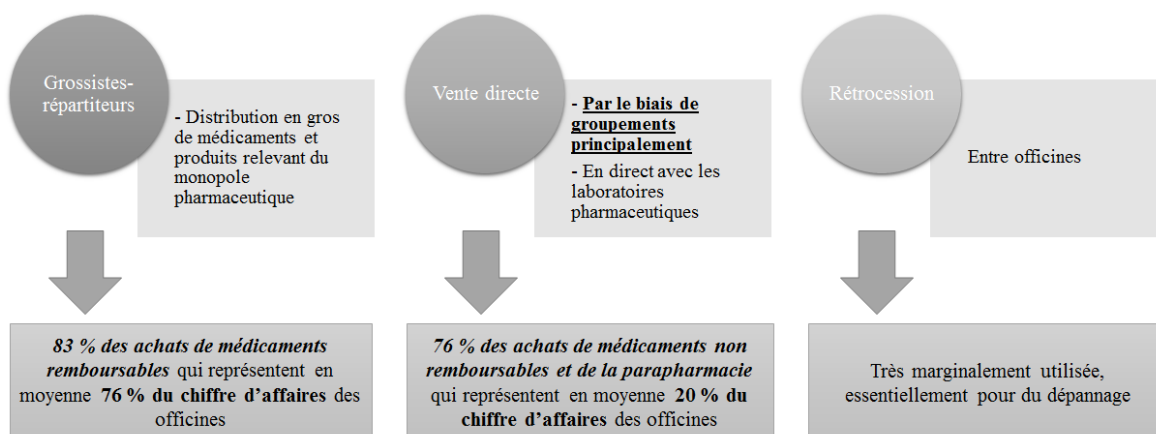 Grossistes-
répartiteurs
- Distribution en gros
de médicaments et
produits relevant du
monopole
pharmaceutique
83 % des achats de médicaments
remboursables qui représentent en
moyenne 76 % du chiffre d'affaires des
officines
Vente directe
- Par le biais de
groupements
principalement
- En direct avec les
laboratoires
pharmaceutiques
76 % des achats de médicaments non
remboursables et de la parapharmacie
qui représentent en moyenne 20 % du
chiffre d'affaires des officines
Rétrocession
Entre officines
Très marginalement utilisée,
essentiellement pour du dépannage